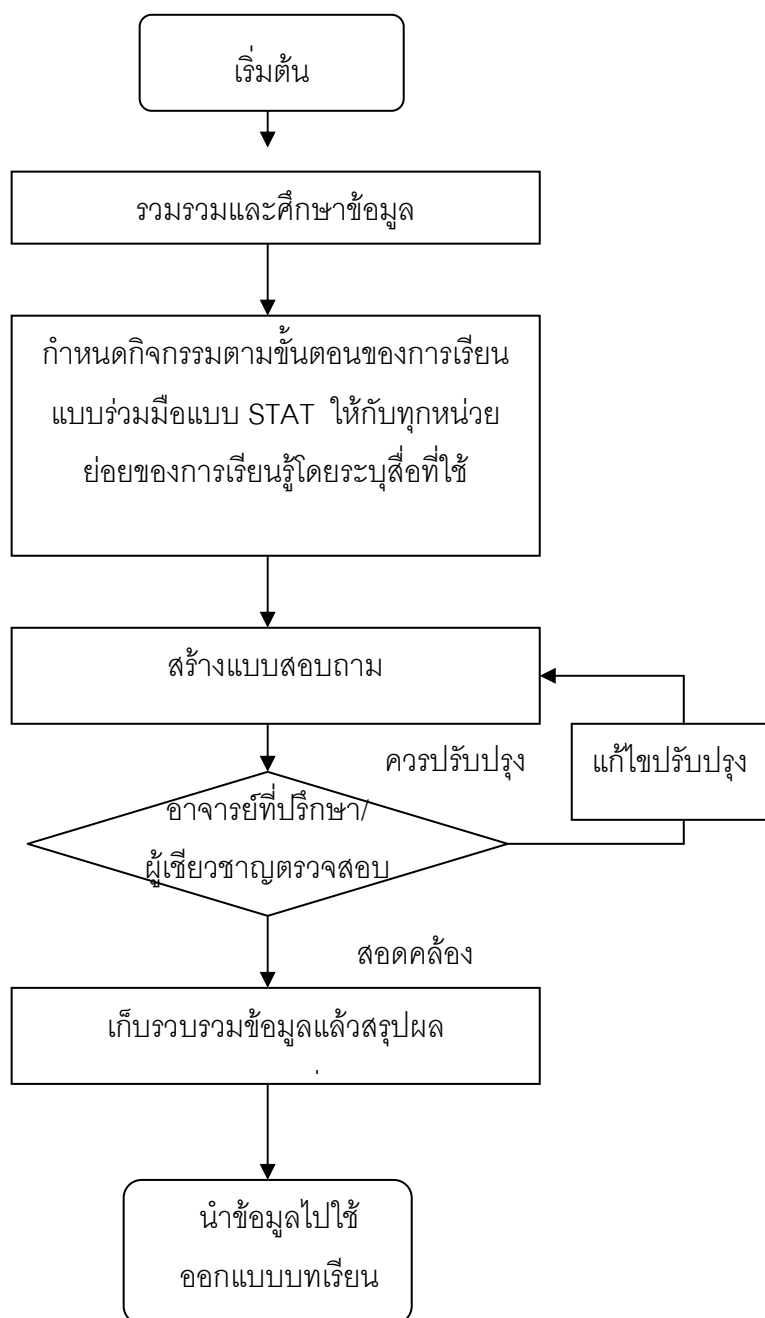 เริ่มต้น
รวมรวมและศึกษาข้อมูล
กำหนดกิจกรรมตามขั้นตอนของการเรียน
แบบร่วมมือแบบ STAT ให้กับทุกหน่วย
ย่อยของการเรียนรู้โดยระบุสื่อที่ใช้
สร้างแบบสอบถาม
ควรปรับปรุง
แก้ไขปรับปรุง
อาจารย์ที่ปรึกษา/
ผู้เชียวชาญตรวจสอบ
สอดคล้อง
เก็บรวบรวมข้อมูลแล้วสรุปผล
นำข้อมูลไปใช้
ออกแบบบทเรียน